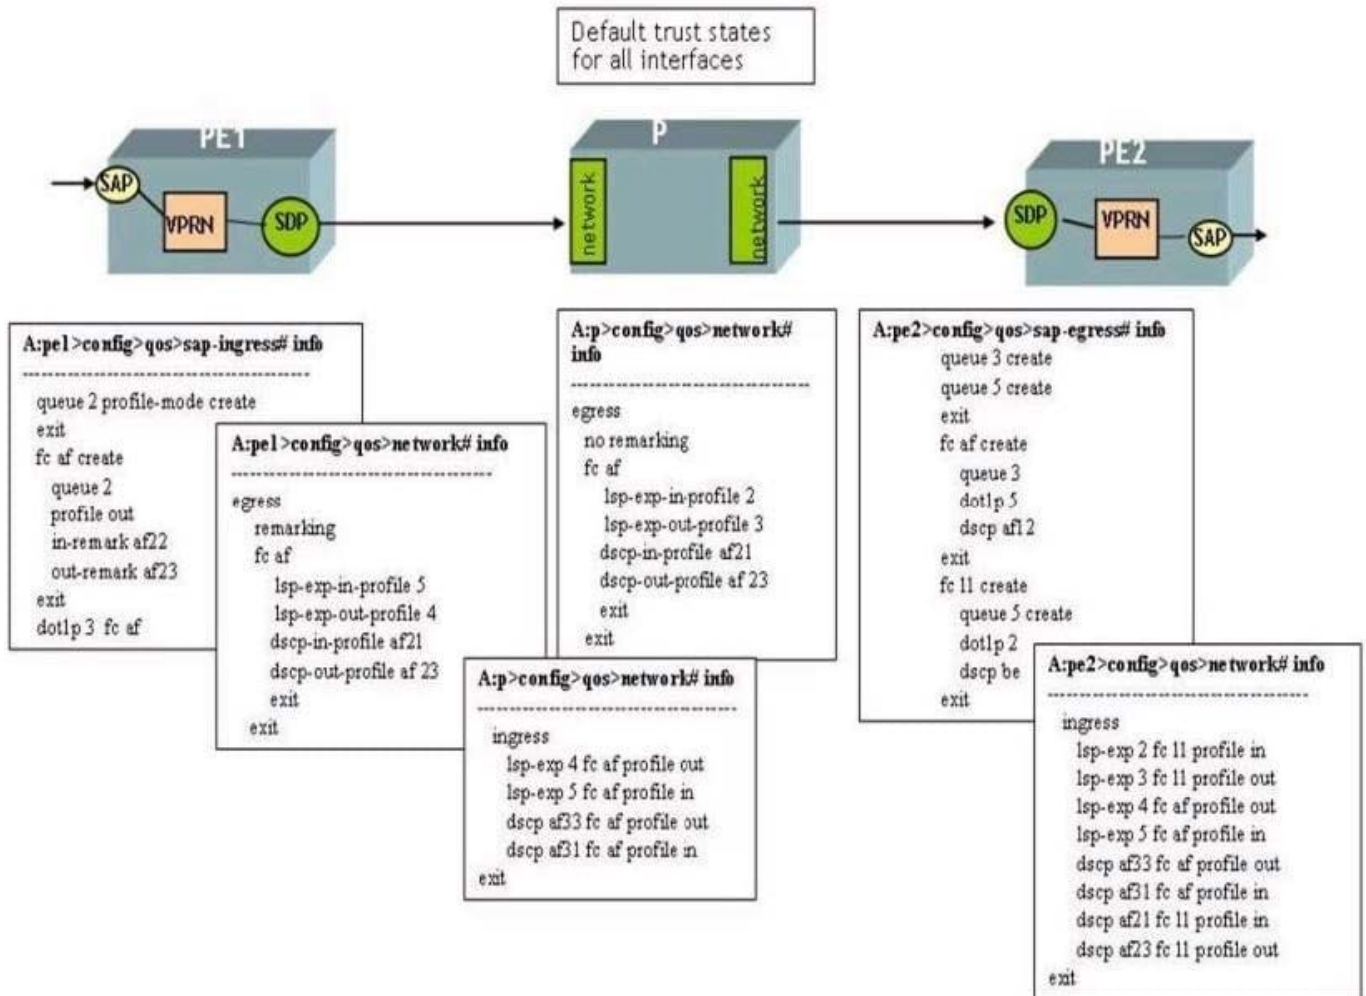 Default trust states
for all interfaces
PE1
SAP
VPRN
SDP
P
network
network
PE2
SDP
VPRN
SAP
A:pe1>config>qos>sap-ingress# info
----------------------------------------
queue 2 profile-mode create
exit
fc af create
queue 2
profile out
in-remark af22
out-remark af23
exit
dot1p 3 fc af
A:pe1>config>qos>network# info
----------------------------------------
egress
remarking
fc af
lsp-exp-in-profile 5
lsp-exp-out-profile 4
dscp-in-profile af21
dscp-out-profile af 23
exit
exit
A:p>config>qos>network#
info
----------------------------------------
egress
no remarking
fc af
lsp-exp-in-profile 2
lsp-exp-out-profile 3
dscp-in-profile af21
dscp-out-profile af 23
exit
exit
A:p>config>qos>network# info
----------------------------------------
ingress
lsp-exp 4 fc af profile out
lsp-exp 5 fc af profile in
dscp af33 fc af profile out
dscp af31 fc af profile in
exit
A:pe2>config>qos>sap-egress# info
queue 3 create
queue 5 create
exit
fc af create
queue 3
dot1p 5
dscp af12
exit
fc l1 create
queue 5 create
dot1p 2
dscp be
exit
A:pe2>config>qos>network# info
----------------------------------------
ingress
lsp-exp 2 fc l1 profile in
lsp-exp 3 fc l1 profile out
lsp-exp 4 fc af profile out
lsp-exp 5 fc af profile in
dscp af33 fc af profile out
dscp af31 fc af profile in
dscp af21 fc l1 profile in
dscp af23 fc l1 profile out
exit